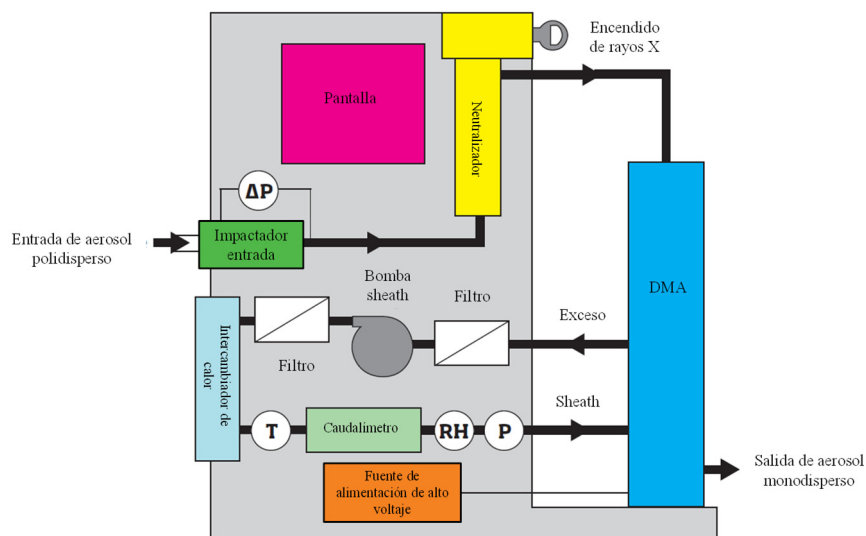 Encendido
de rayos X
Pantalla
Neutralizador
ΔP
Entrada de aerosol
polidisperso
Impactador
entrada
Bomba
sheath
Filtro
DMA
Exceso
Filtro
Intercambiador de
calor
Sheath
T
Caudalímetro
RH
P
Salida de aerosol
monodisperso
Fuente de
alimentación de alto
voltaje